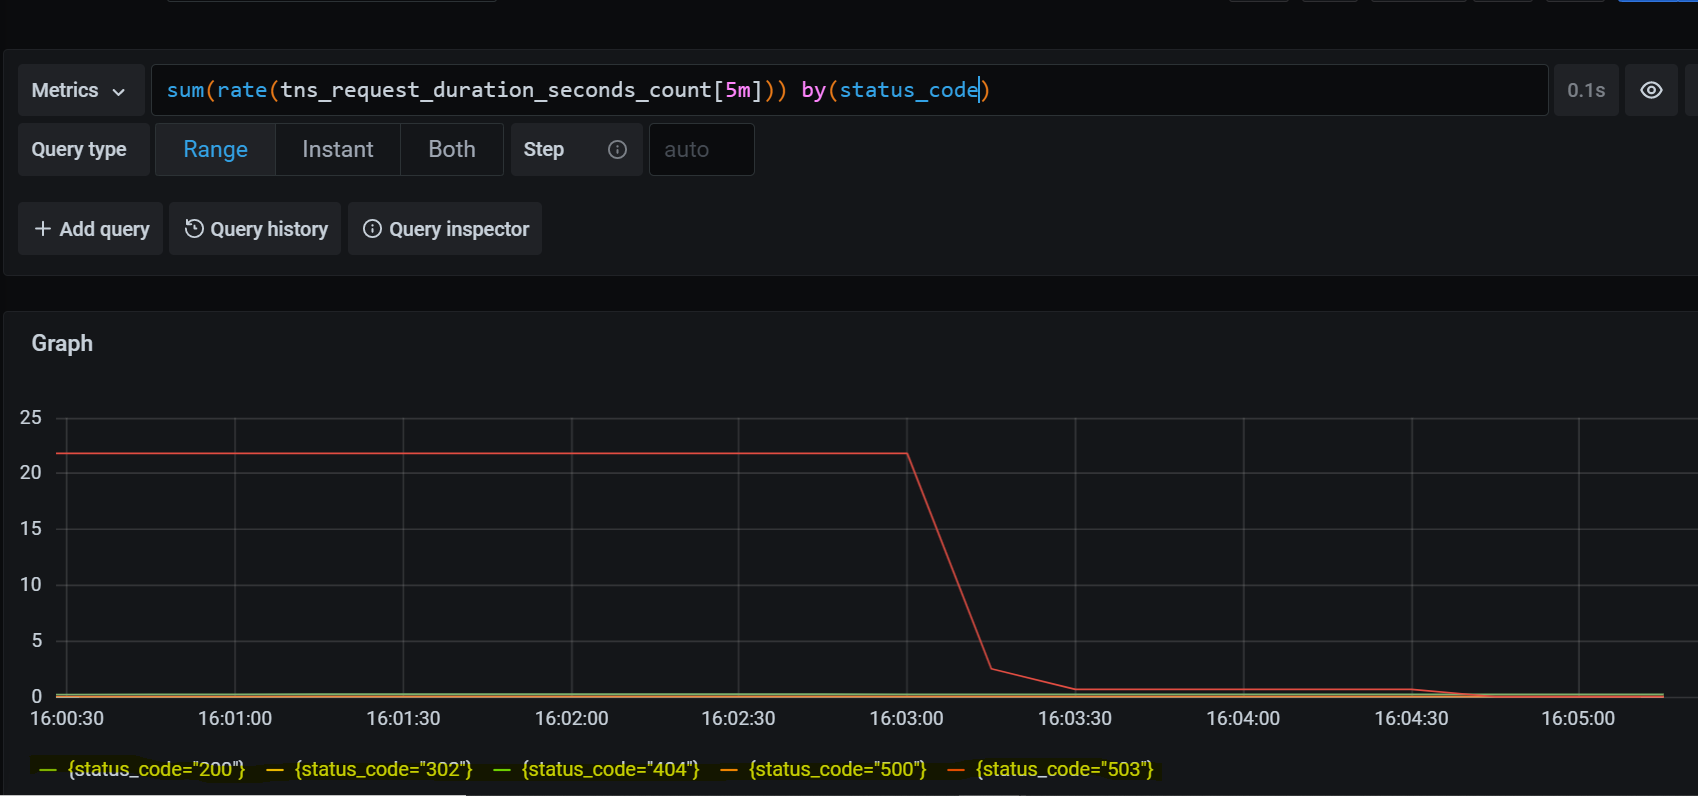 Metrics sum(rate(tns_request_duration_seconds_count[5m])) by(status_code) 0.1s
Query type Range Instant Both Step auto
+ Add query Query history Query inspector
Graph
25
20
15
10
5
0
16:00:30 16:01:00 16:01:30 16:02:00 16:02:30 16:03:00 16:03:30 16:04:00 16:04:30 16:05:00
{status_code="200"} {status_code="302"} {status_code="404"} {status_code="500"} {status_code="503"}